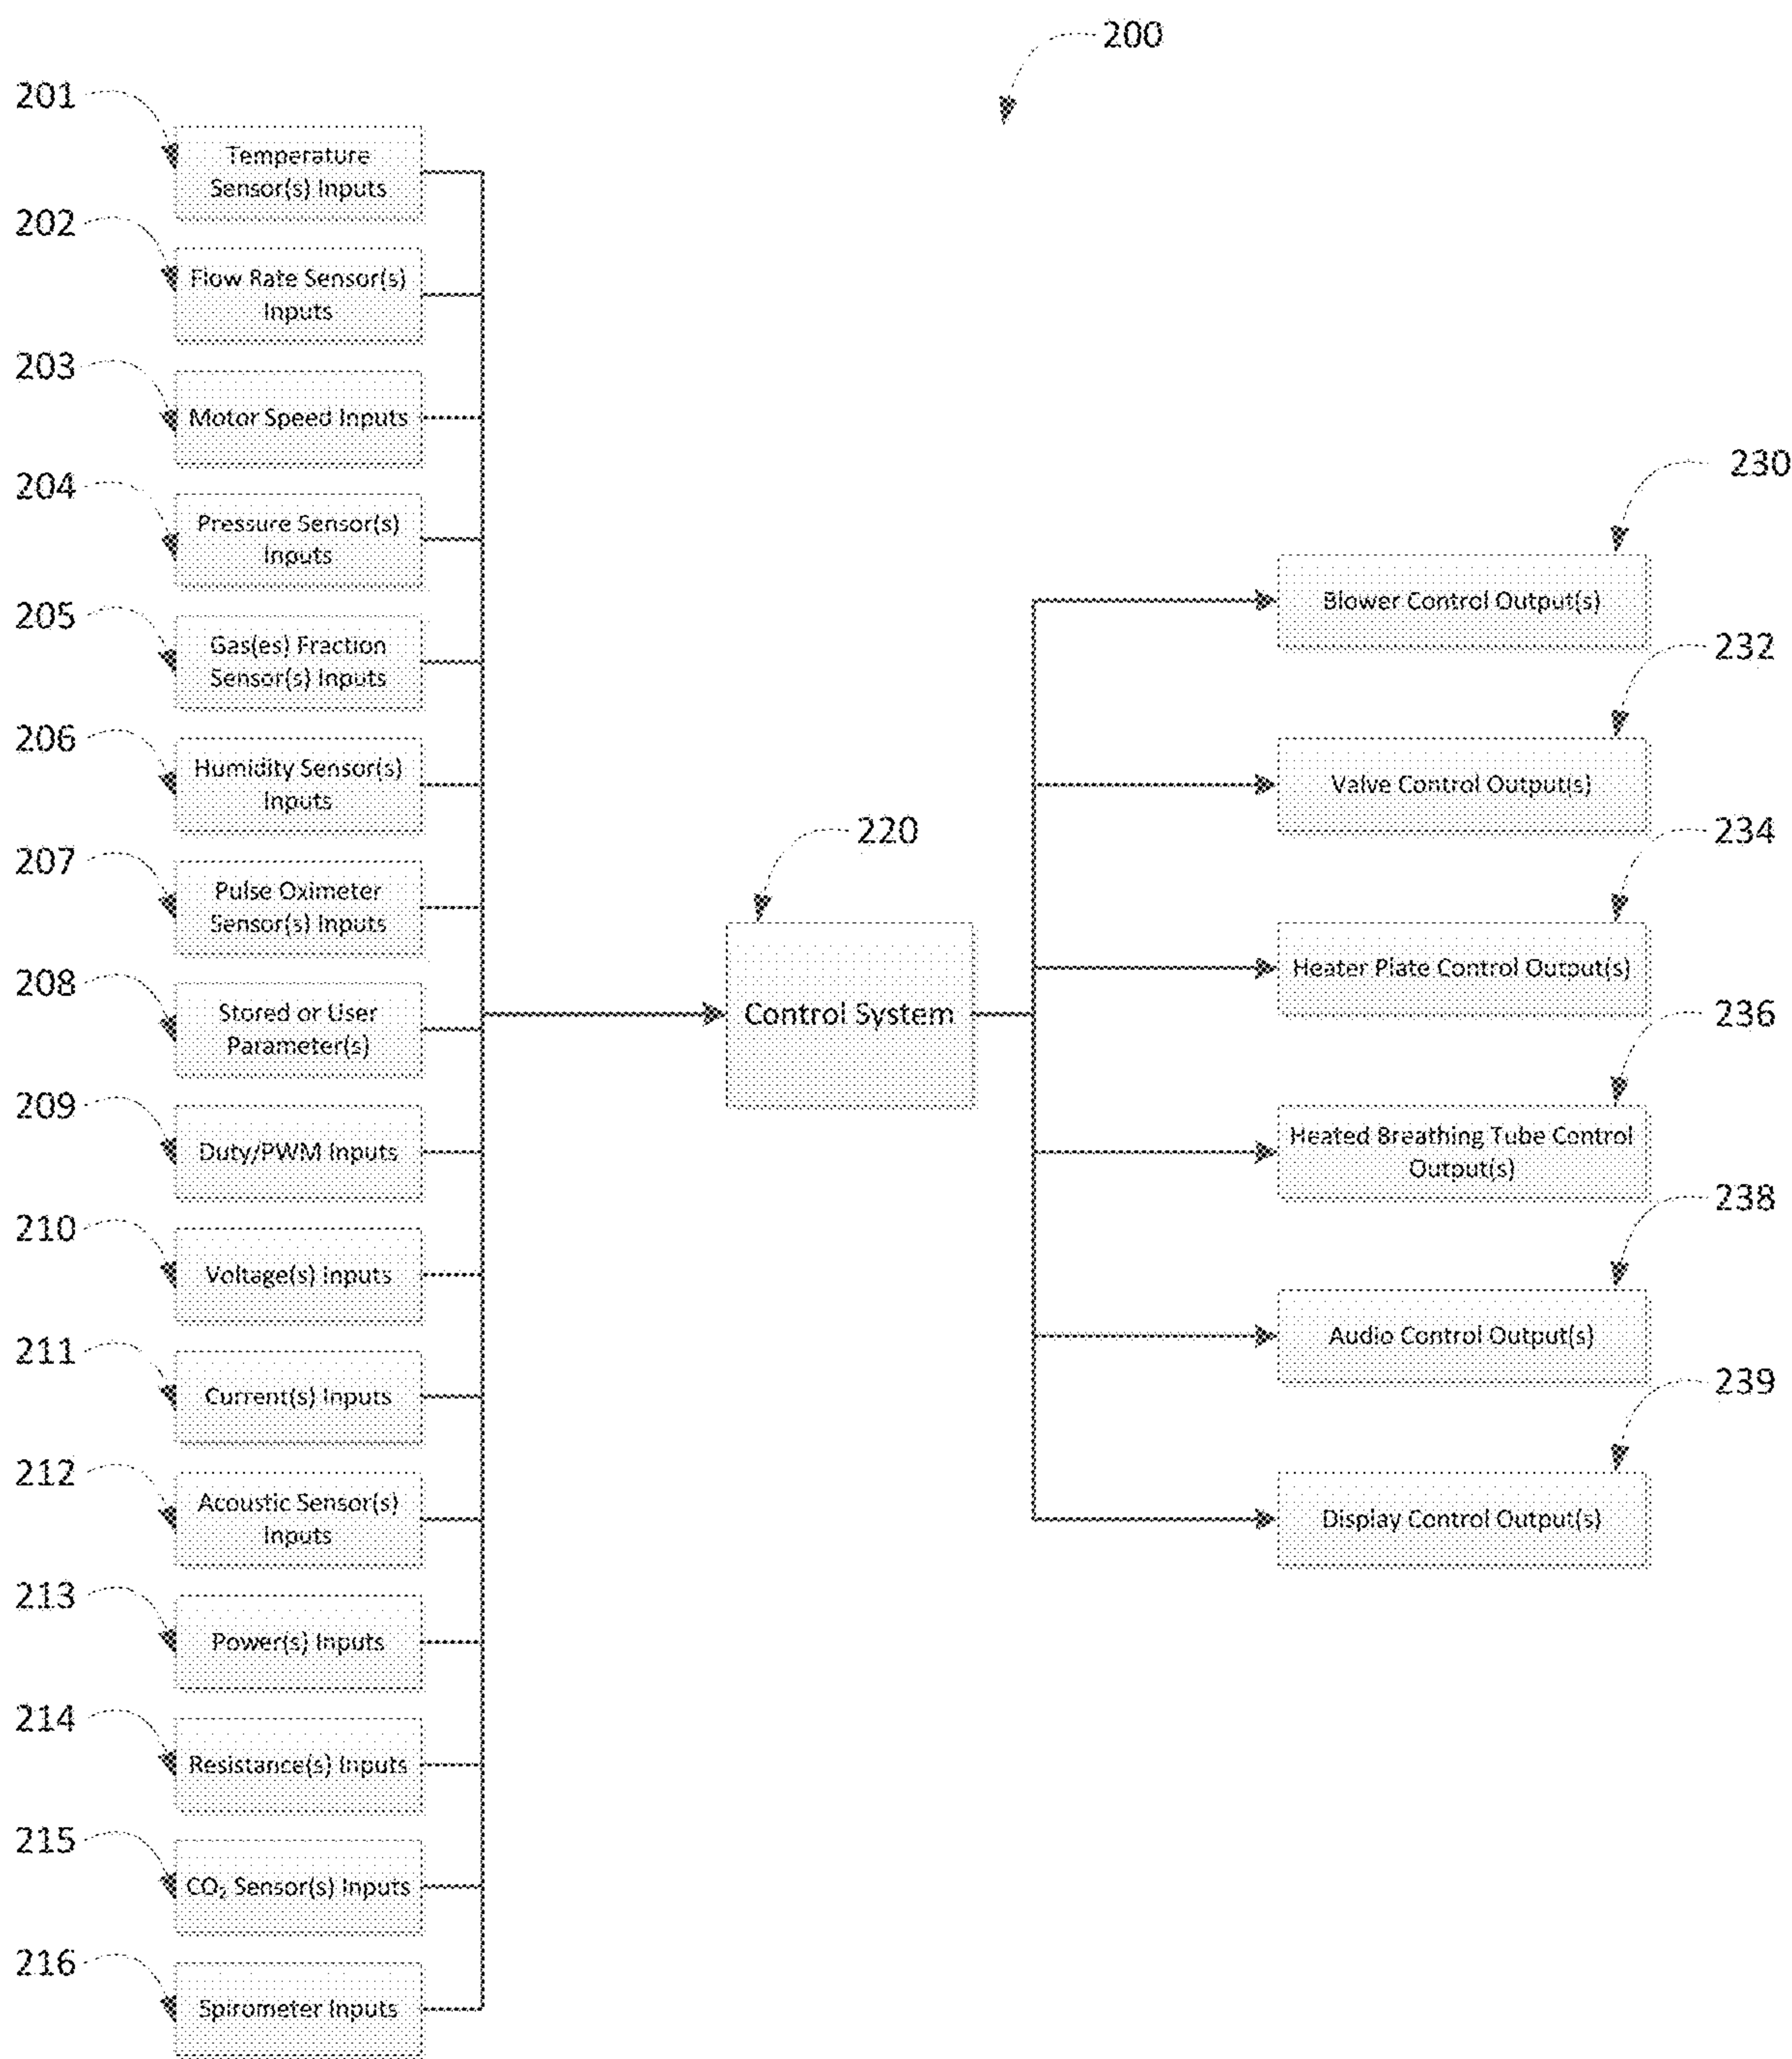 200
201
Temperature
Sensor(s) Inputs
202
Flow Rate Sensor(s)
Inputs
203
Motor Speed Inputs
204
Pressure Sensor(s)
Inputs
205
Gas(es) Fraction
Sensor(s) Inputs
206
Humidity Sensor(s)
Inputs
207
Pulse Oximeter
Sensor(s) Inputs
208
Stored or User
Parameter(s)
209
Duty/PWM Inputs
210
Voltage(s) Inputs
211
Current(s) Inputs
212
Acoustic Sensor(s)
Inputs
213
Power(s) Inputs
214
Resistance(s) Inputs
215
CO₂ Sensor(s) Inputs
216
Spirometer Inputs
220
Control System
230
Blower Control Output(s)
232
Valve Control Output(s)
234
Heater Plate Control Output(s)
236
Heated Breathing Tube Control
Output(s)
238
Audio Control Output(s)
239
Display Control Output(s)